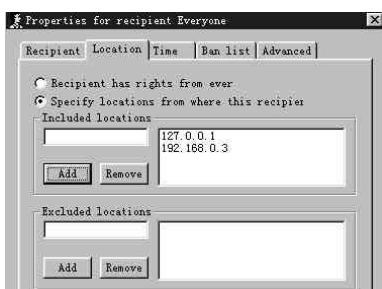 Properties for recipient Everyone
Recipient Location Time Ban list Advanced
Recipient has rights from ever
Specify locations from where this recipier
Included locations
127.0.0.1
192.168.0.3
Add Remove
Excluded locations
Add Remove